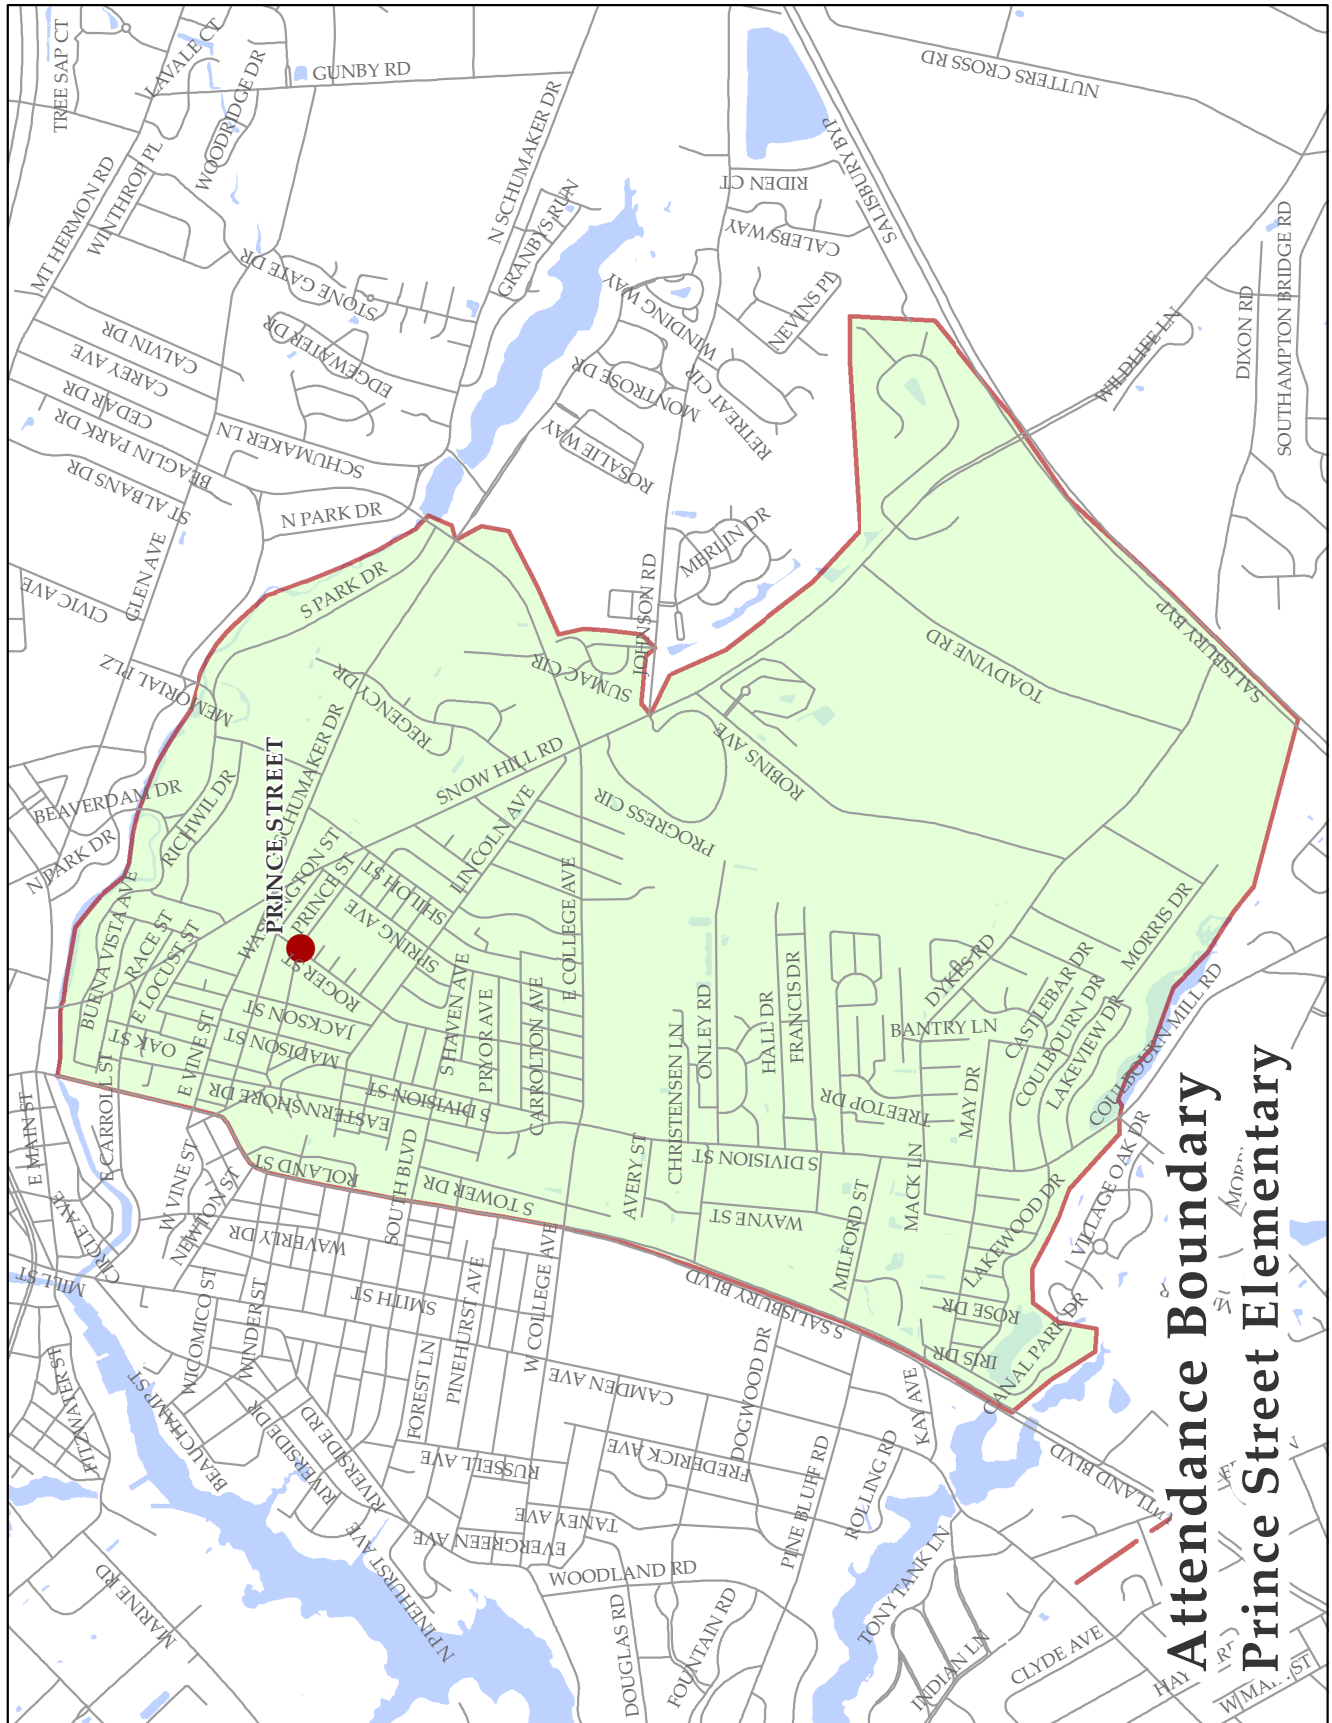 Attendance Boundary
Prince Street Elementary
PRINCE STREET
TREE SAP CT
LAVALE CT
GUNBY RD
WOODRIDGE DR
WINTHROP PL
MT HERMON RD
N SCHUMAKER DR
GRANBYS RUN
STONE GATE DR
EDGEWATER DR
CALVIN DR
CAREY AVE
CEDAR DR
BEAGLIN PARK DR
ST ALBANS DR
SCHUMAKER LN
N PARK DR
GLEN AVE
CIVIC AVE
NUTTERS CROSS RD
SALISBURY BYP
RIDEN CT
CALEBS WAY
NEVINS PL
WINDING WAY
MONTROSE DR
RETREAT CIR
ROSALIE WAY
MERLIN DR
JOHNSON RD
WILDLIFE LN
DIXON RD
SOUTHAMPTON BRIDGE RD
S PARK DR
MEMORIAL PLZ
REGENCY DR
SUMAC CIR
SCHUMAKER DR
SNOW HILL RD
TOADVINE RD
SALISBURY BYP
SALISBURY BYP
ROBINS AVE
PROGRESS CIR
BEAVERDAM DR
N PARK DR
RICHWIL DR
BUENA VISTA AVE
RACE ST
E LOCUST ST
WASHINGTON ST
PRINCE ST
SHILOH ST
SPRING AVE
LINCOLN AVE
ROGER ST
JACKSON ST
MADISON ST
OAK ST
E VINE ST
EASTERN SHORE DR
S DIVISION ST
S HAVEN AVE
PRYOR AVE
CARROLTON AVE
E COLLEGE AVE
E MAIN ST
E CARROLL ST
CIRCLE AVE
MILL ST
W VINE ST
NEWTON ST
ROLAND ST
SOUTH BLVD
S TOWER DR
WAVERLY DR
SMITH ST
WICOMICO ST
WINDER ST
FITZWATER ST
BEAUCHAMP ST
RIVERSIDE DR
RIVERSIDE RD
FOREST LN
PINEHURST AVE
W COLLEGE AVE
CAMDEN AVE
RUSSELL AVE
FREDERICK AVE
TANEY AVE
EVERGREEN AVE
N PINEHURST AVE
MARINE RD
WOODLAND RD
DOUGLAS RD
FOUNTAIN RD
DOGWOOD DR
PINE BLUFF RD
ROLLING RD
KAY AVE
TONY TANK LN
INDIAN LN
CLYDE AVE
S SALISBURY BLVD
AVERY ST
CHRISTENSEN LN
ONLEY RD
HALL DR
FRANCIS DR
S DIVISION ST
WAYNE ST
TREETOP DR
MILFORD ST
MACK LN
BANTRY LN
DYKES RD
MAY DR
CASTLEBAR DR
COULBOURN DR
LAKEVIEW DR
MORRIS DR
COULBOURN MILL RD
LAKEWOOD DR
ROSE DR
IRIS DR
CANAL PARK DR
VILLAGE OAK DR